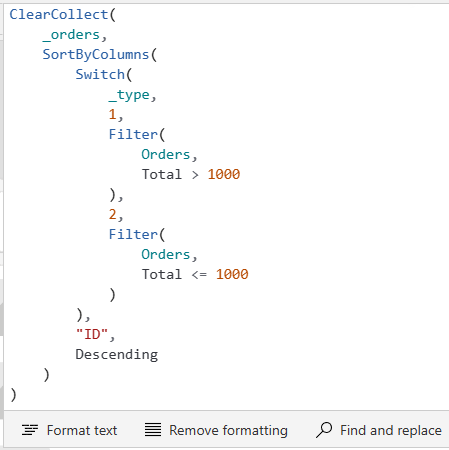 ClearCollect(
    _orders,
    SortByColumns(
        Switch(
            _type,
            1,
            Filter(
                Orders,
                Total > 1000
            ),
            2,
            Filter(
                Orders,
                Total <= 1000
            )
        ),
        "ID",
        Descending
    )
)
Format text Remove formatting Find and replace